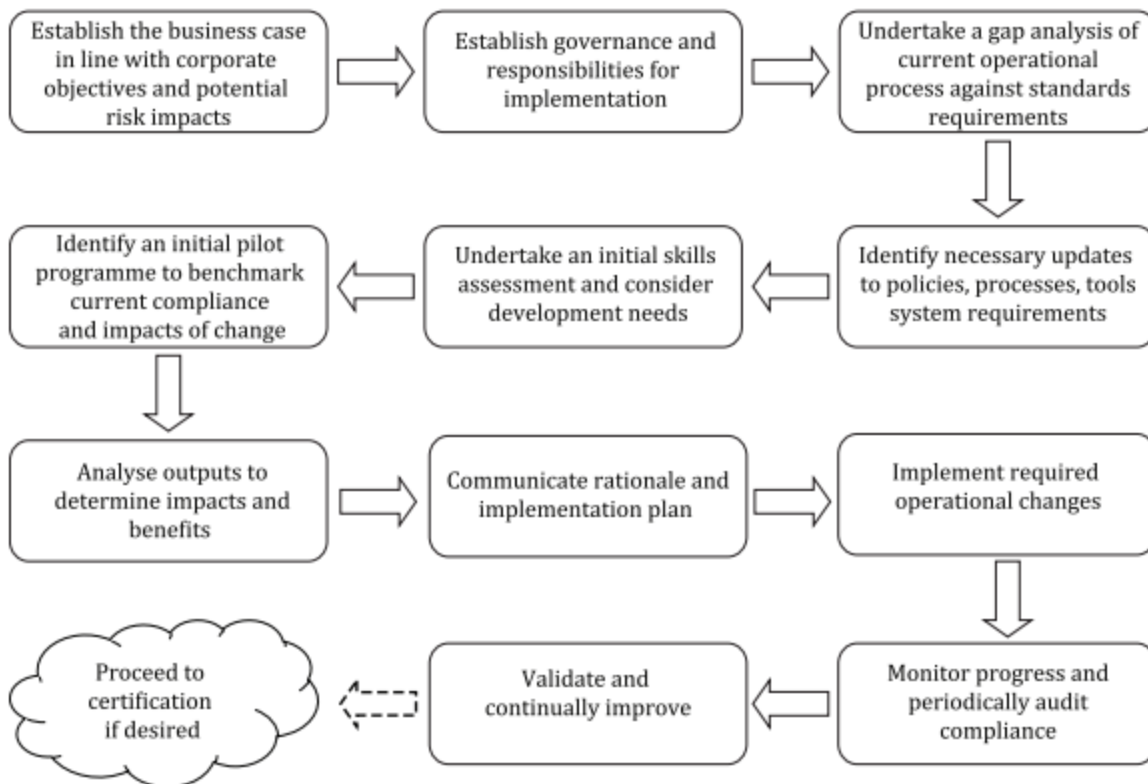 Establish the business case
in line with corporate
objectives and potential
risk impacts
Establish governance and
responsibilities for
implementation
Undertake a gap analysis of
current operational
process against standards
requirements
Identify necessary updates
to policies, processes, tools
system requirements
Undertake an initial skills
assessment and consider
development needs
Identify an initial pilot
programme to benchmark
current compliance
and impacts of change
Analyse outputs to
determine impacts and
benefits
Communicate rationale and
implementation plan
Implement required
operational changes
Monitor progress and
periodically audit
compliance
Validate and
continually improve
Proceed to
certification
if desired